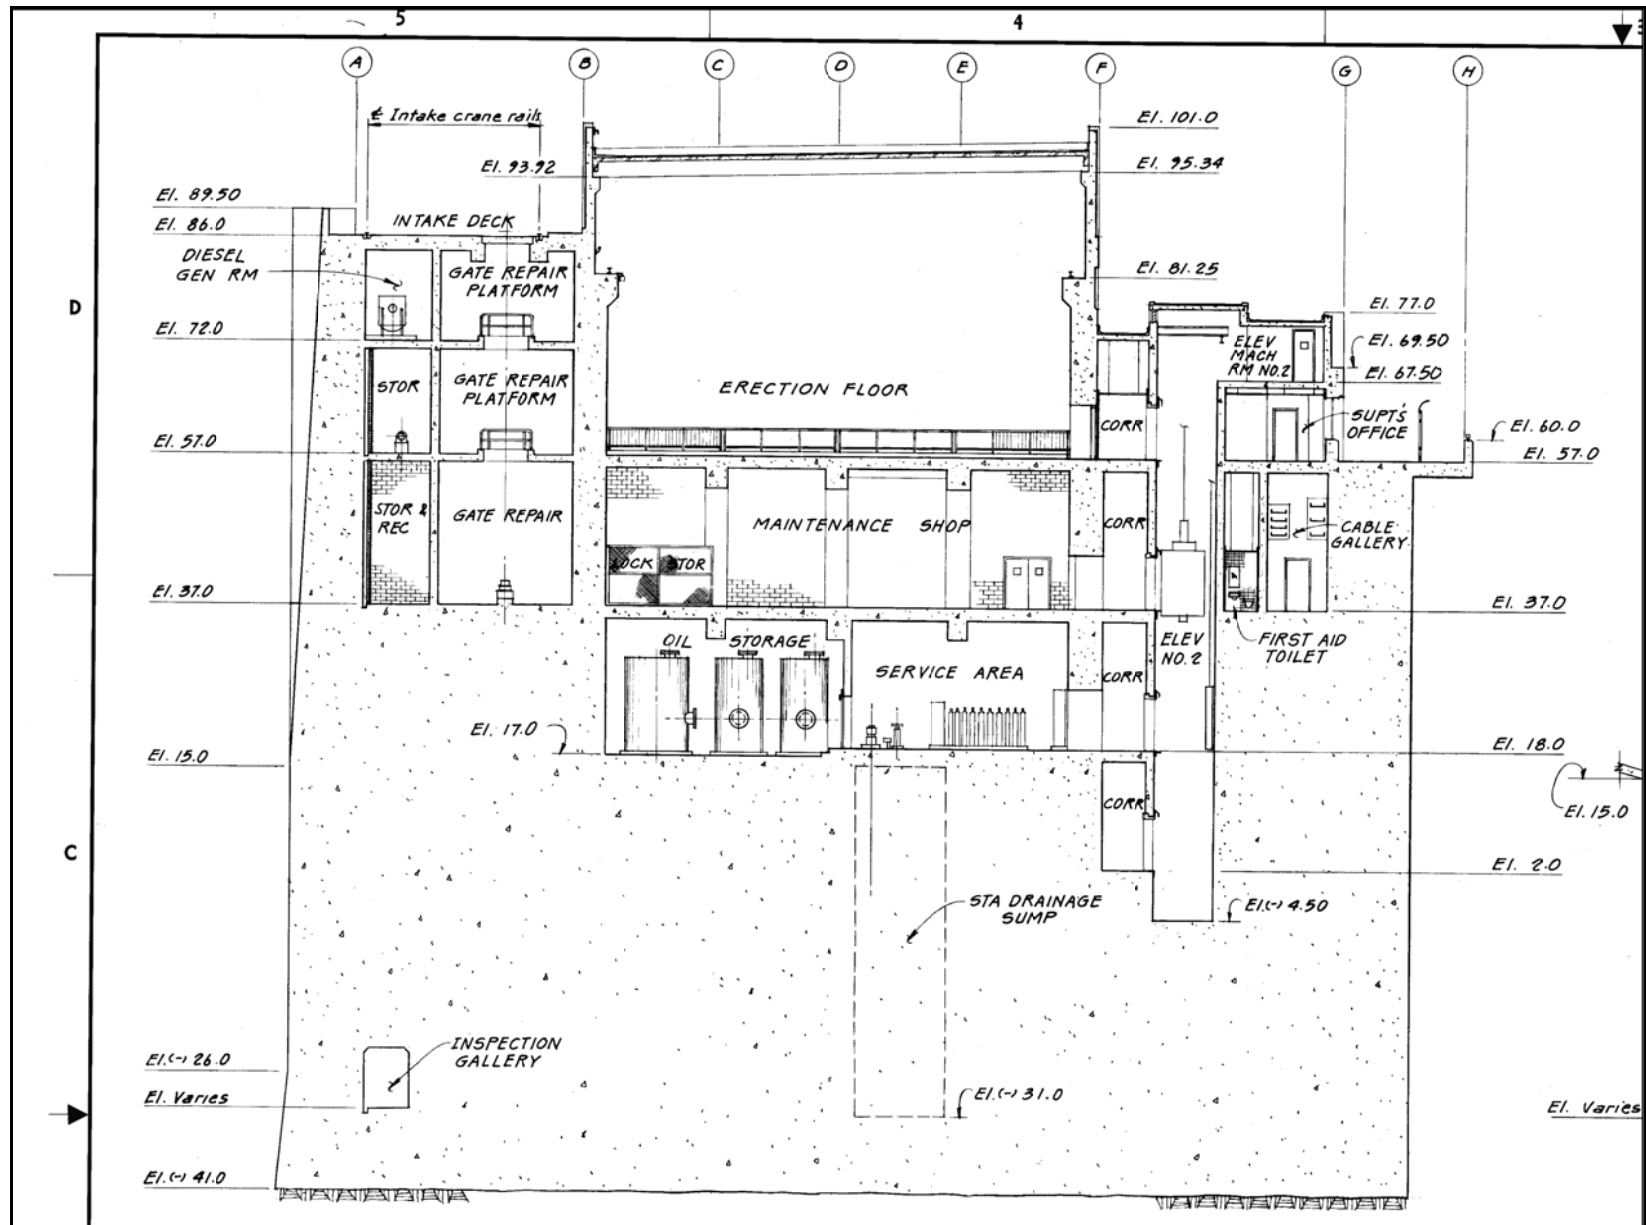 5
4
A
B
C
D
E
F
G
H
₵ Intake crane rails
El. 101.0
El. 93.92
El. 95.34
El. 89.50
El. 86.0
INTAKE DECK
DIESEL
GEN RM
GATE REPAIR
PLATFORM
El. 81.25
D
El. 77.0
El. 72.0
ELEV
MACH
RM NO.2
El. 69.50
El. 67.50
STOR
GATE REPAIR
PLATFORM
ERECTION FLOOR
CORR
SUPT'S
OFFICE
El. 60.0
El. 57.0
El. 57.0
STOR &
REC
GATE REPAIR
MAINTENANCE SHOP
CORR
CABLE
GALLERY
LOCK STOR
El. 37.0
El. 37.0
OIL STORAGE
SERVICE AREA
CORR
ELEV
NO.2
FIRST AID
TOILET
El. 17.0
El. 18.0
El. 15.0
CORR
El. 15.0
C
El. 2.0
STA DRAINAGE
SUMP
El.(-) 4.50
INSPECTION
GALLERY
El.(-) 26.0
El. Varies
El.(-) 31.0
El. Varies
El.(-) 41.0